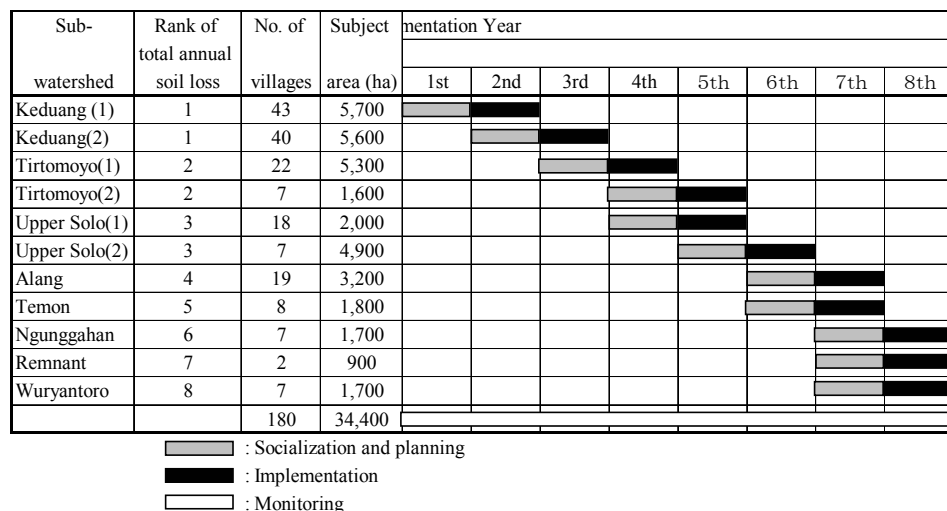 Sub- Rank of No. of Subject mentation Year
total annual
watershed soil loss villages area (ha) 1st 2nd 3rd 4th 5th 6th 7th 8th
Keduang (1) 1 43 5,700
Keduang(2) 1 40 5,600
Tirtomoyo(1) 2 22 5,300
Tirtomoyo(2) 2 7 1,600
Upper Solo(1) 3 18 2,000
Upper Solo(2) 3 7 4,900
Alang 4 19 3,200
Temon 5 8 1,800
Ngunggahan 6 7 1,700
Remnant 7 2 900
Wuryantoro 8 7 1,700
180 34,400
: Socialization and planning
: Implementation
: Monitoring